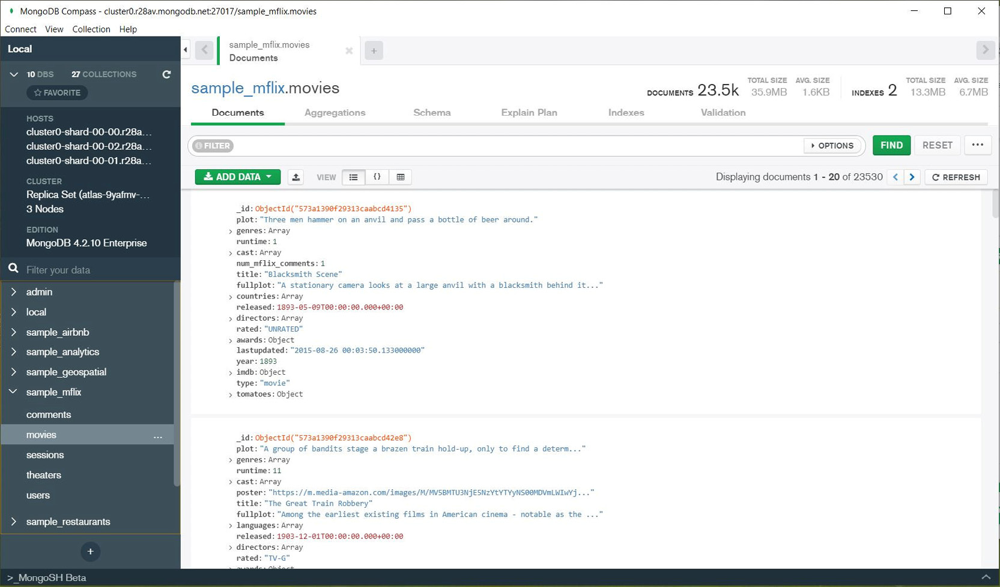 MongoDB Compass - cluster0.r28av.mongodb.net:27017/sample_mflix.movies
Connect View Collection Help
Local
10 DBS 27 COLLECTIONS
FAVORITE
HOSTS
cluster0-shard-00-00.r28a...
cluster0-shard-00-02.r28a...
cluster0-shard-00-01.r28a...
CLUSTER
Replica Set (atlas-9yafmv-...
3 Nodes
EDITION
MongoDB 4.2.10 Enterprise
Filter your data
admin
local
sample_airbnb
sample_analytics
sample_geospatial
sample_mflix
comments
movies ...
sessions
theaters
users
sample_restaurants
+
>_MongoSH Beta
sample_mflix.movies
Documents
+
sample_mflix.movies
DOCUMENTS 23.5k TOTAL SIZE 35.9MB AVG. SIZE 1.6KB INDEXES 2 TOTAL SIZE 13.3MB AVG. SIZE 6.7MB
Documents Aggregations Schema Explain Plan Indexes Validation
FILTER OPTIONS FIND RESET ...
ADD DATA VIEW {} Displaying documents 1 - 20 of 23530 < > REFRESH
_id: ObjectId("573a1390f29313caabcd4135")
plot: "Three men hammer on an anvil and pass a bottle of beer around."
genres: Array
runtime: 1
cast: Array
num_mflix_comments: 1
title: "Blacksmith Scene"
fullplot: "A stationary camera looks at a large anvil with a blacksmith behind it..."
countries: Array
released: 1893-05-09T00:00:00.000+00:00
directors: Array
rated: "UNRATED"
awards: Object
lastupdated: "2015-08-26 00:03:50.133000000"
year: 1893
imdb: Object
type: "movie"
tomatoes: Object
_id: ObjectId("573a1390f29313caabcd42e8")
plot: "A group of bandits stage a brazen train hold-up, only to find a determ..."
genres: Array
runtime: 11
cast: Array
poster: "https://m.media-amazon.com/images/M/MV5BMTU3NjE5NzYtYTYyNS00MDVmLWIwYj..."
title: "The Great Train Robbery"
fullplot: "Among the earliest existing films in American cinema - notable as the ..."
languages: Array
released: 1903-12-01T00:00:00.000+00:00
directors: Array
rated: "TV-G"
awards: Object